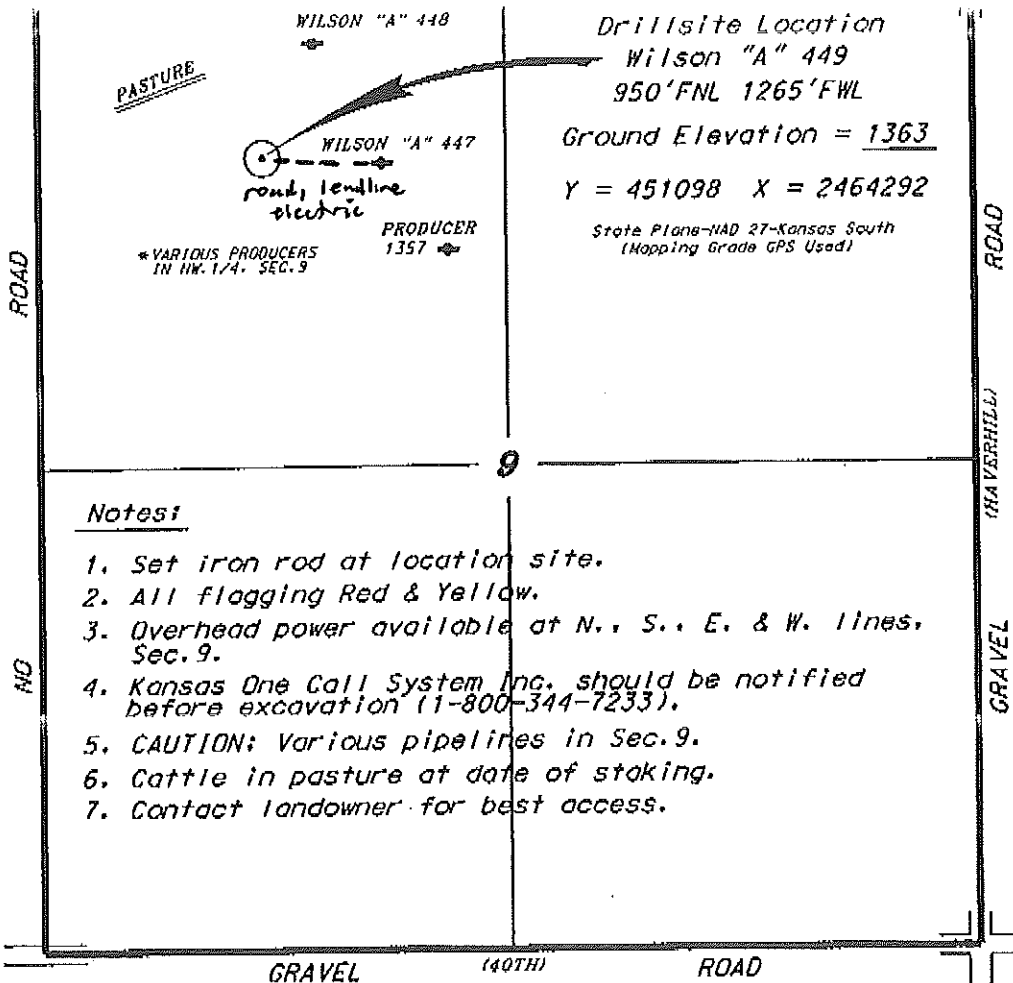 WILSON "A" 448
Drillsite Location
Wilson "A" 449
950'FNL 1265'FWL
PASTURE
Ground Elevation = 1363
WILSON "A" 447
road, lendline
electric
Y = 451098 X = 2464292
State Plane-NAD 27-Kansas South
(Mapping Grade GPS Used)
PRODUCER
1357
*VARIOUS PRODUCERS
IN NW.1/4. SEC.9
ROAD
ROAD
(HAVERHILL)
9
Notes:
1. Set iron rod at location site.
2. All flagging Red & Yellow.
3. Overhead power available at N., S., E. & W. lines,
Sec.9.
4. Kansas One Call System Inc. should be notified
before excavation (1-800-344-7233).
5. CAUTION: Various pipelines in Sec.9.
6. Cattle in pasture at date of staking.
7. Contact landowner for best access.
NO
GRAVEL
GRAVEL (40TH) ROAD